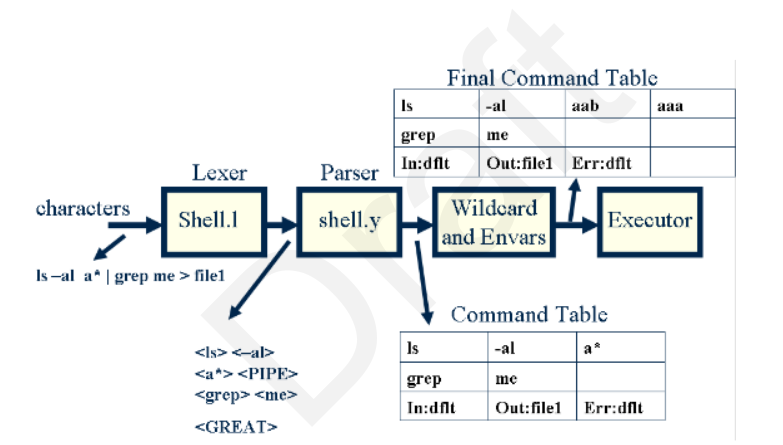 Final Command Table
ls -al aab aaa
grep me
In:dflt Out:file1 Err:dflt
Lexer Parser
characters Shell.l shell.y Wildcard and Envars Executor
ls –al a* | grep me > file1
<ls> <–al>
<a*> <PIPE>
<grep> <me>
<GREAT>
Command Table
ls -al a*
grep me
In:dflt Out:file1 Err:dflt
Draft